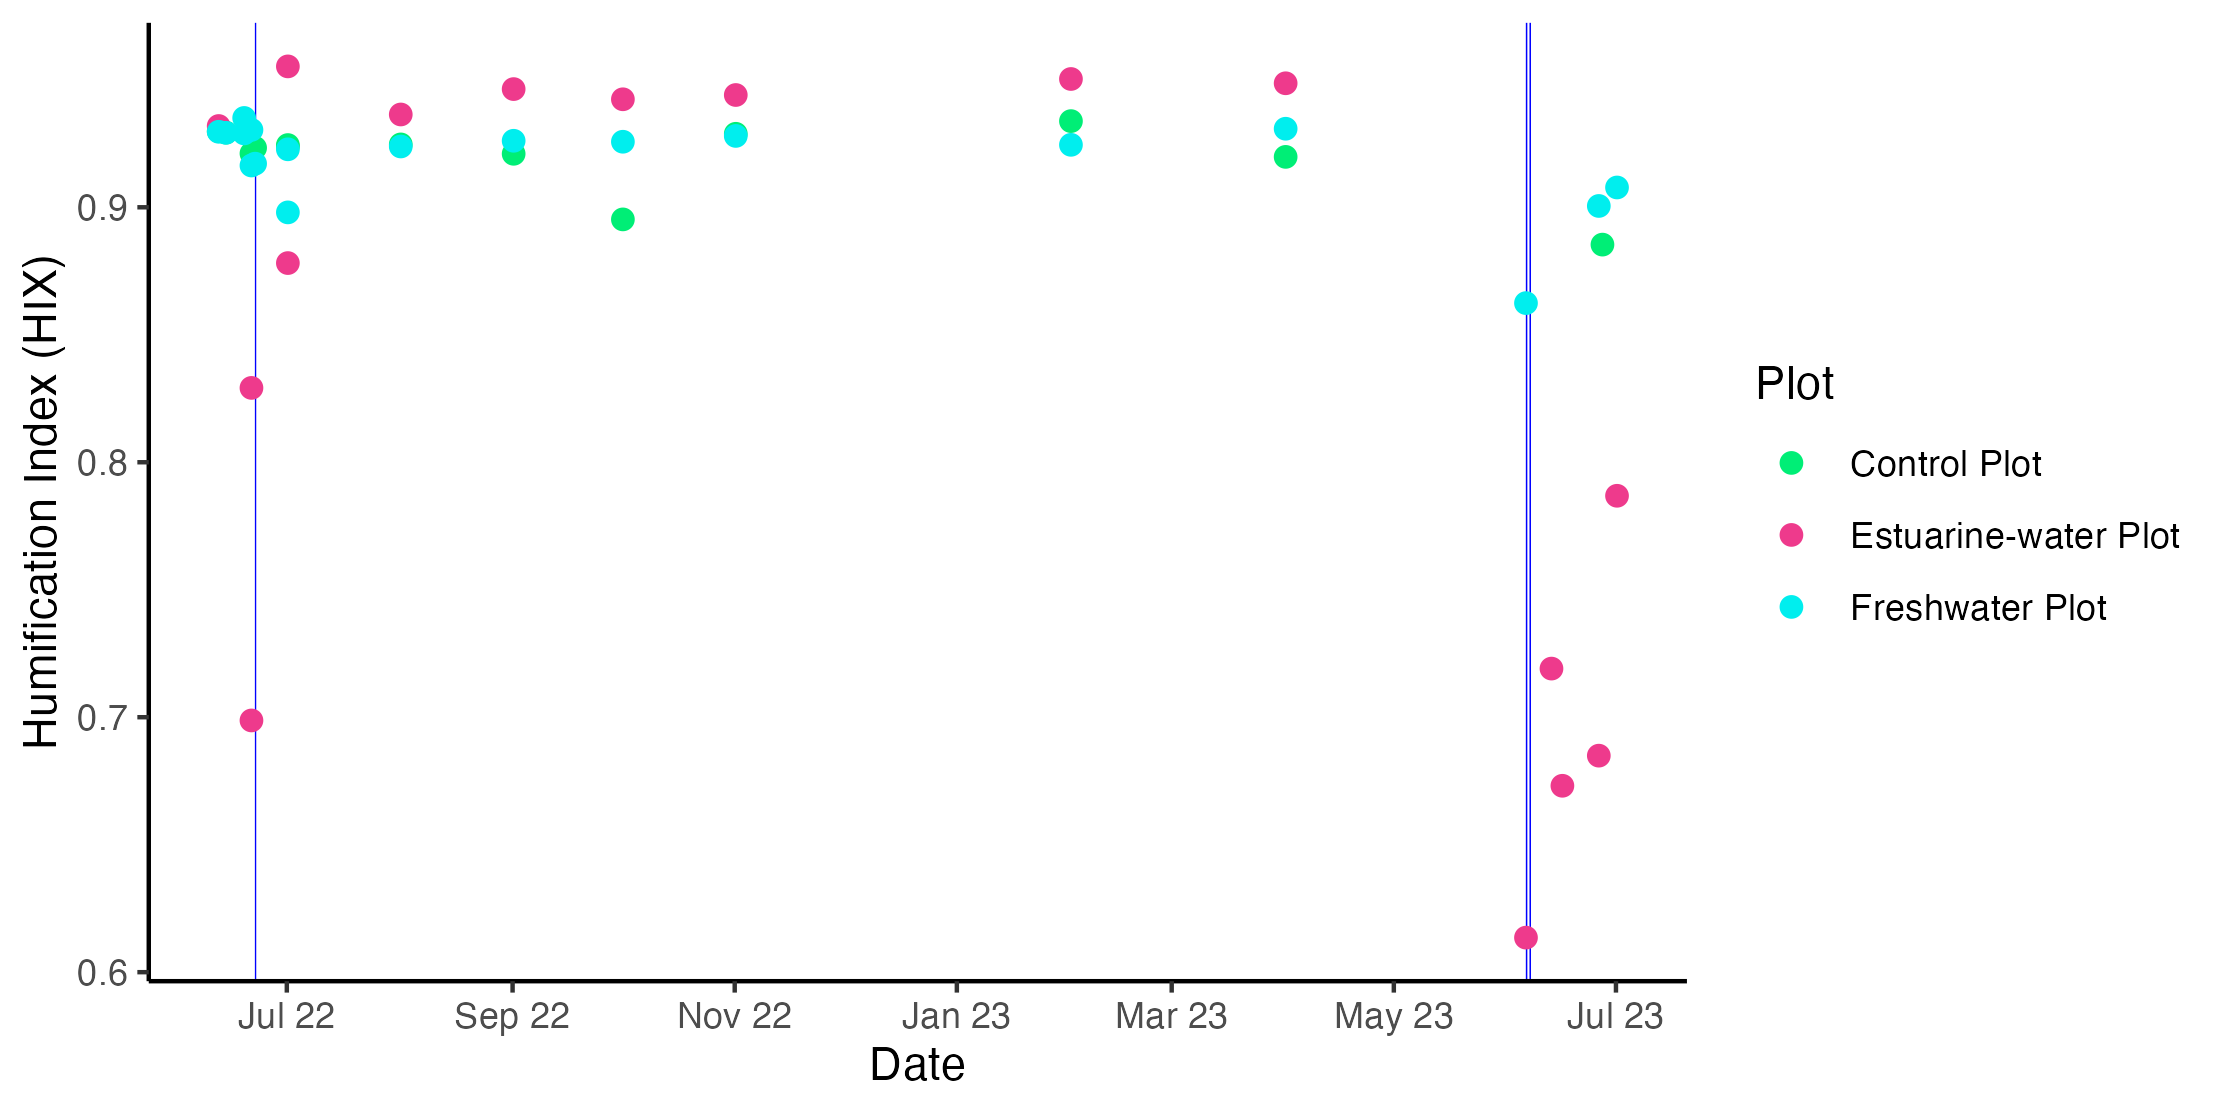 Humification Index (HIX)
0.9
0.8
0.7
0.6
Jul 22
Sep 22
Nov 22
Jan 23
Mar 23
May 23
Jul 23
Date
Plot
Control Plot
Estuarine-water Plot
Freshwater Plot